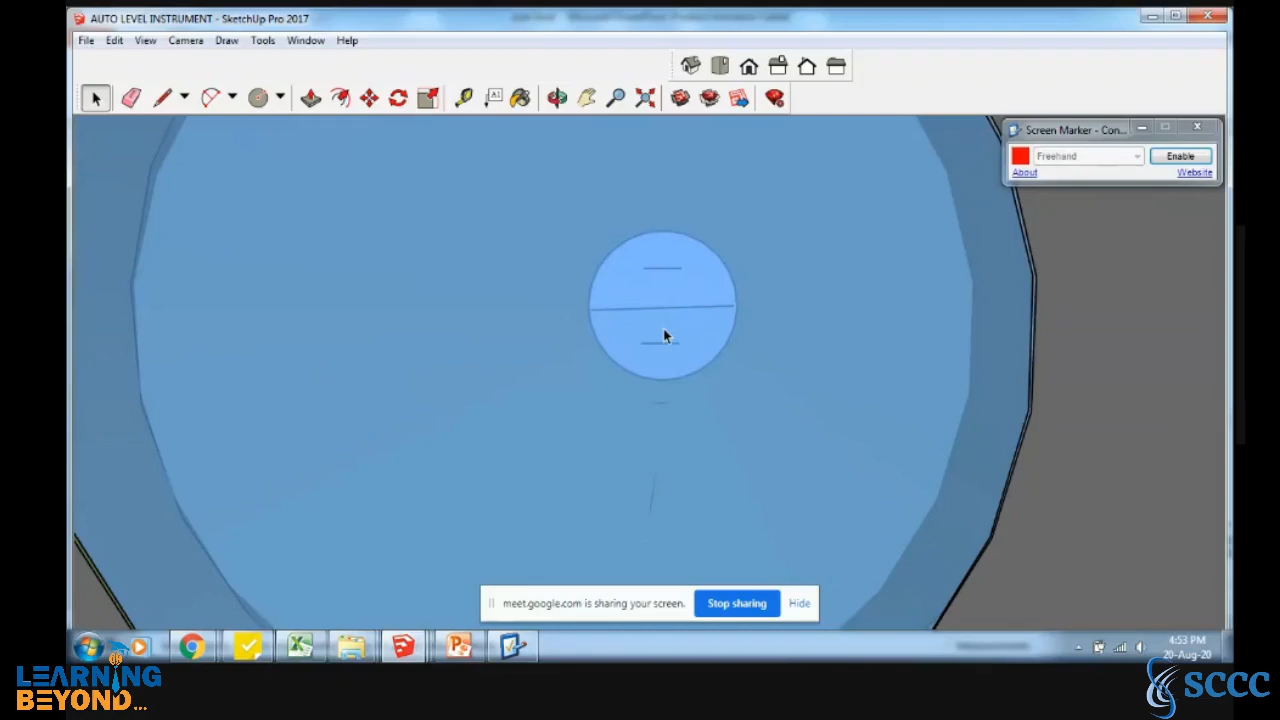 AUTO LEVEL INSTRUMENT - SketchUp Pro 2017
File Edit View Camera Draw Tools Window Help
A1
Screen Marker - Con...
Freehand
Enable
About
Website
meet.google.com is sharing your screen.
Stop sharing
Hide
4:53 PM
20-Aug-20
LEARNING
BEYOND...
SCCC